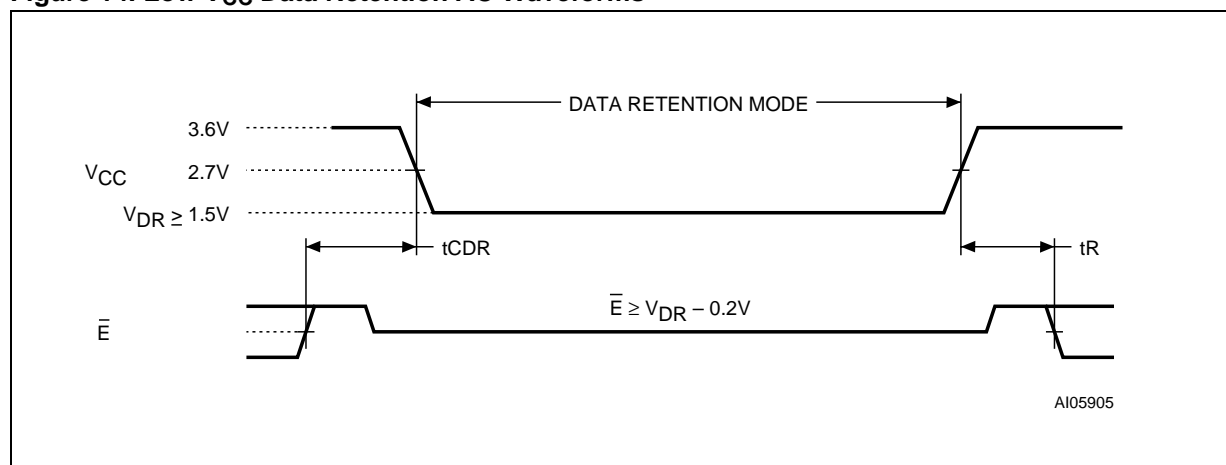 DATA RETENTION MODE
3.6V
VCC 2.7V
VDR ≥ 1.5V
tCDR
tR
E̅ ≥ VDR – 0.2V
E̅
AI05905